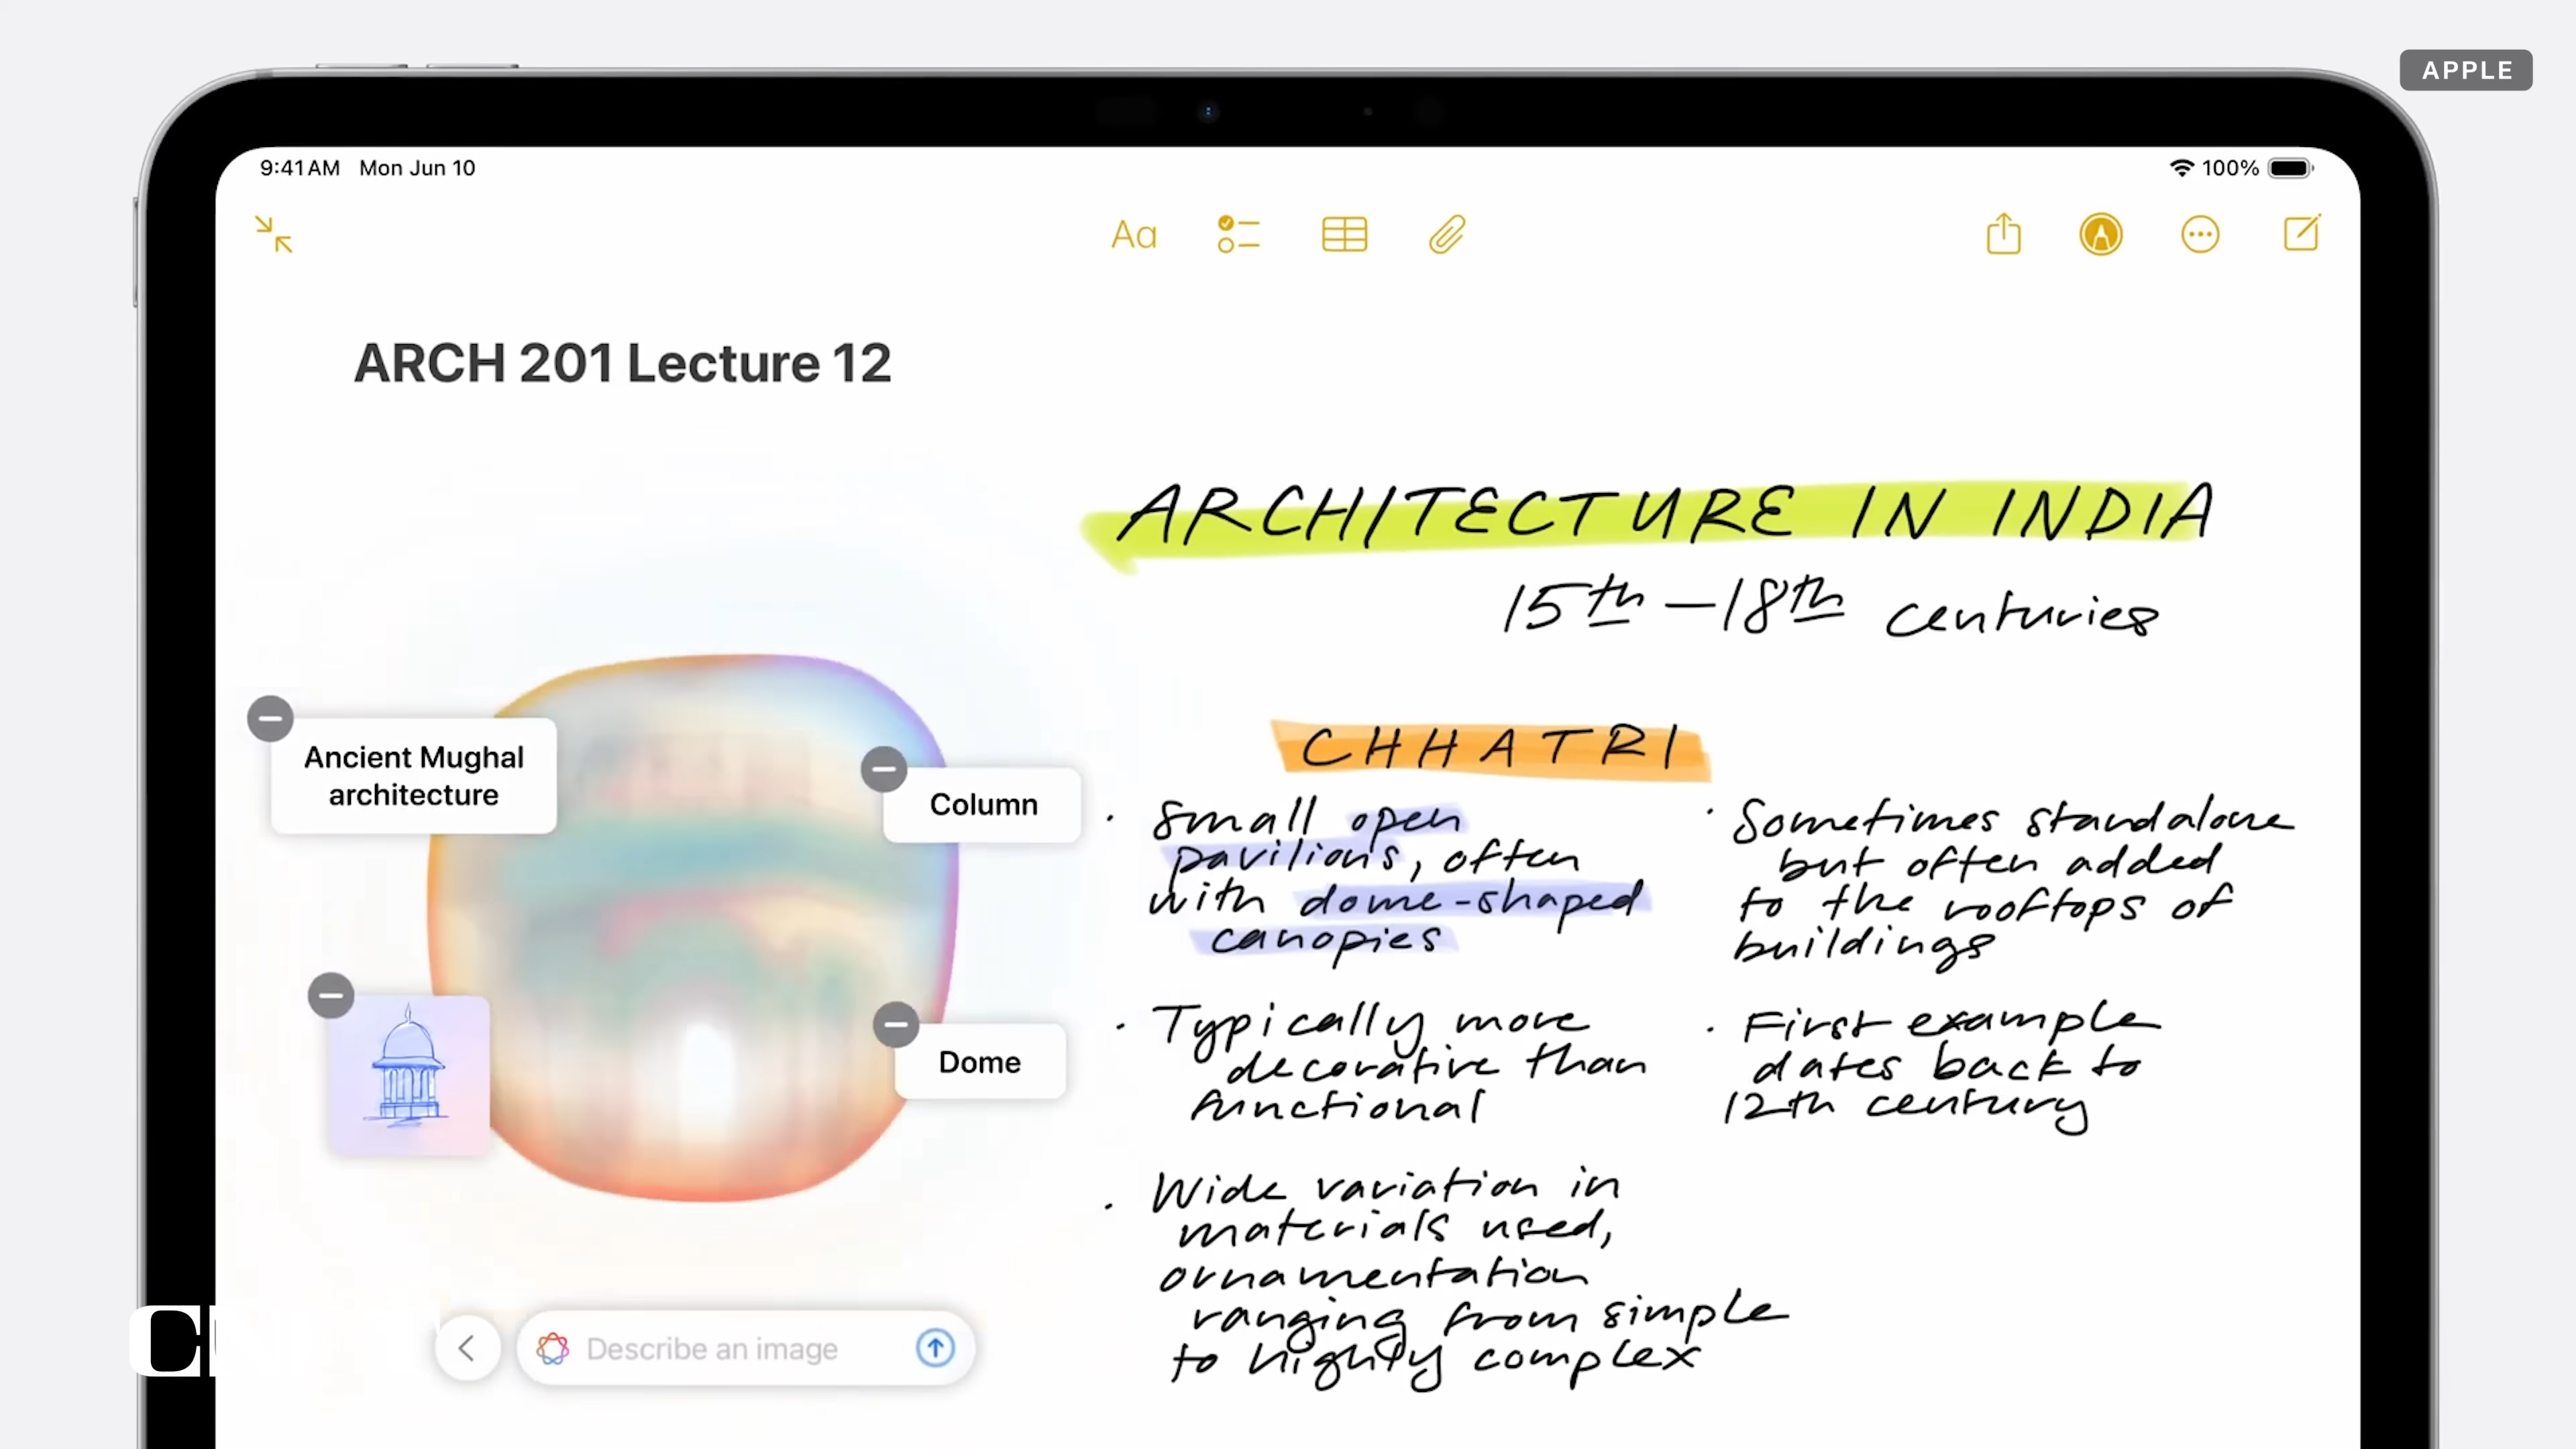 APPLE
9:41 AM Mon Jun 10
100%
Aa
ARCH 201 Lecture 12
ARCHITECTURE IN INDIA
15th – 18th centuries
Ancient Mughal
architecture
Column
Dome
Describe an image
CHHATRI
· Small open
pavilions, often
with dome-shaped
canopies
· Typically more
decorative than
functional
· Wide variation in
materials used,
ornamentation
ranging from simple
to highly complex
· Sometimes standalone
but often added
to the rooftops of
buildings
· First example
dates back to
12th century